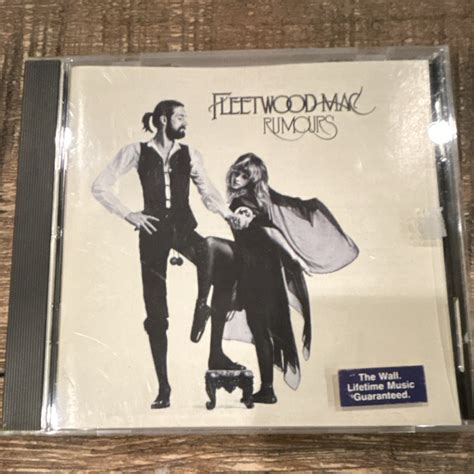 FLEETWOOD MAC
RUMOURS
The Wall.
Lifetime Music
Guaranteed.